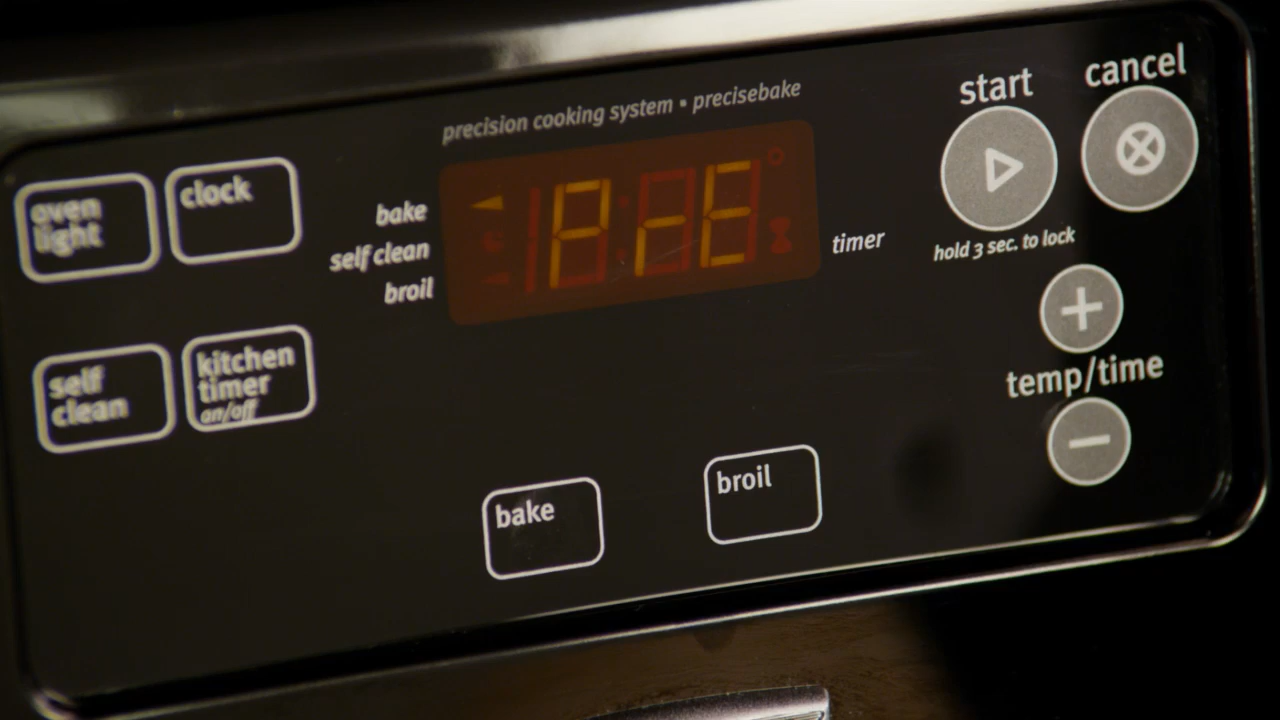 precision cooking system • precisebake
start
cancel
oven
light
clock
bake
self clean
broil
PrE
timer
hold 3 sec. to lock
self
clean
kitchen
timer
on/off
temp/time
bake
broil